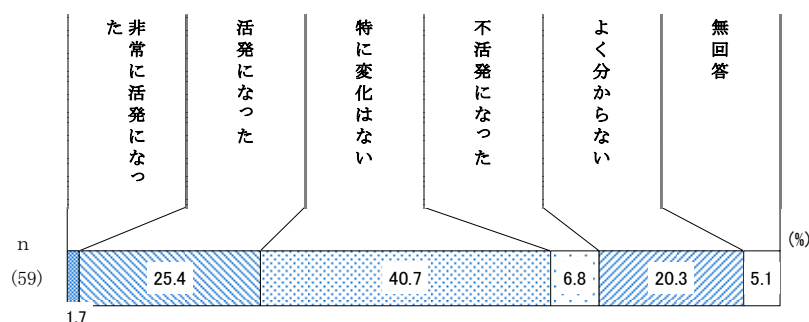 非常に活発になっ
た
活発になった
特に変化はない
不活発になった
よく分からない
無回答
(%)
n
(59)
25.4
40.7
6.8
20.3
5.1
1.7